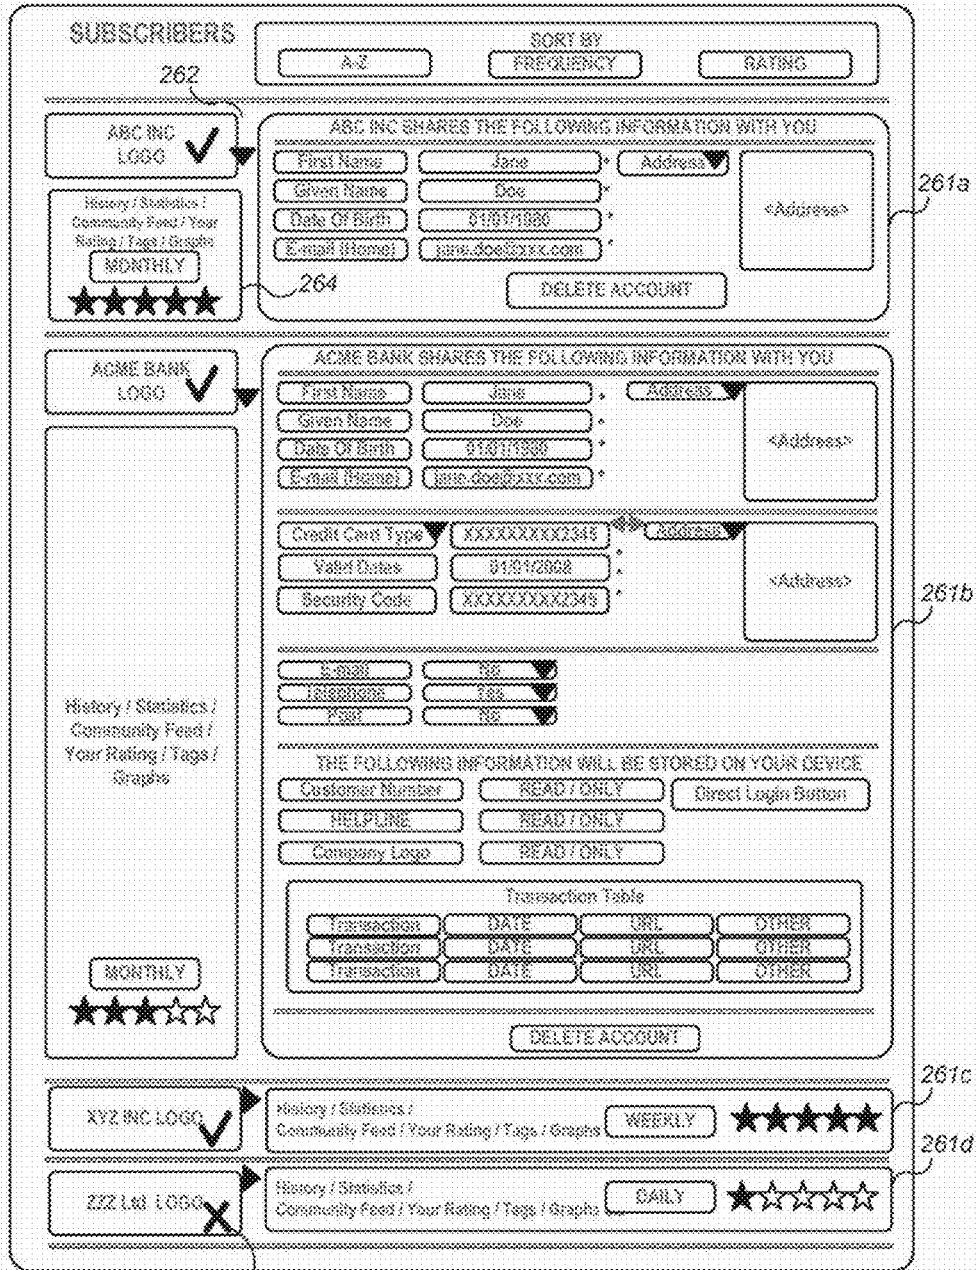 SUBSCRIBERS
SORT BY
A-Z
FREQUENCY
RATING
262
ABC INC
LOGO
ABC INC SHARES THE FOLLOWING INFORMATION WITH YOU
First Name
Jane
*
Address
Given Name
Doe
*
<Address>
261a
Date Of Birth
01/01/1980
*
E-mail (Home)
jane.doe@xxx.com
*
History / Statistics /
Community Feed / Your
Rating / Tags / Graphs
MONTHLY
264
DELETE ACCOUNT
ACME BANK
LOGO
ACME BANK SHARES THE FOLLOWING INFORMATION WITH YOU
First Name
Jane
*
Address
Given Name
Doe
*
<Address>
Date Of Birth
01/01/1980
*
E-mail (Home)
jane.doe@xxx.com
*
Credit Card Type
XXXXXXXXX2345
Address
Valid Dates
01/01/2008
*
<Address>
Security Code
XXXXXXXXX2345
*
261b
E-mail
No
Telephone
Yes
Post
No
History / Statistics /
Community Feed /
Your Rating / Tags /
Graphs
THE FOLLOWING INFORMATION WILL BE STORED ON YOUR DEVICE
Customer Number
READ / ONLY
Direct Login Button
HELPLINE
READ / ONLY
Company Logo
READ / ONLY
Transaction Table
Transaction
DATE
URL
OTHER
Transaction
DATE
URL
OTHER
Transaction
DATE
URL
OTHER
MONTHLY
DELETE ACCOUNT
261c
XYZ INC LOGO
History / Statistics /
Community Feed / Your Rating / Tags / Graphs
WEEKLY
261d
ZZZ Ltd LOGO
History / Statistics /
Community Feed / Your Rating / Tags / Graphs
DAILY